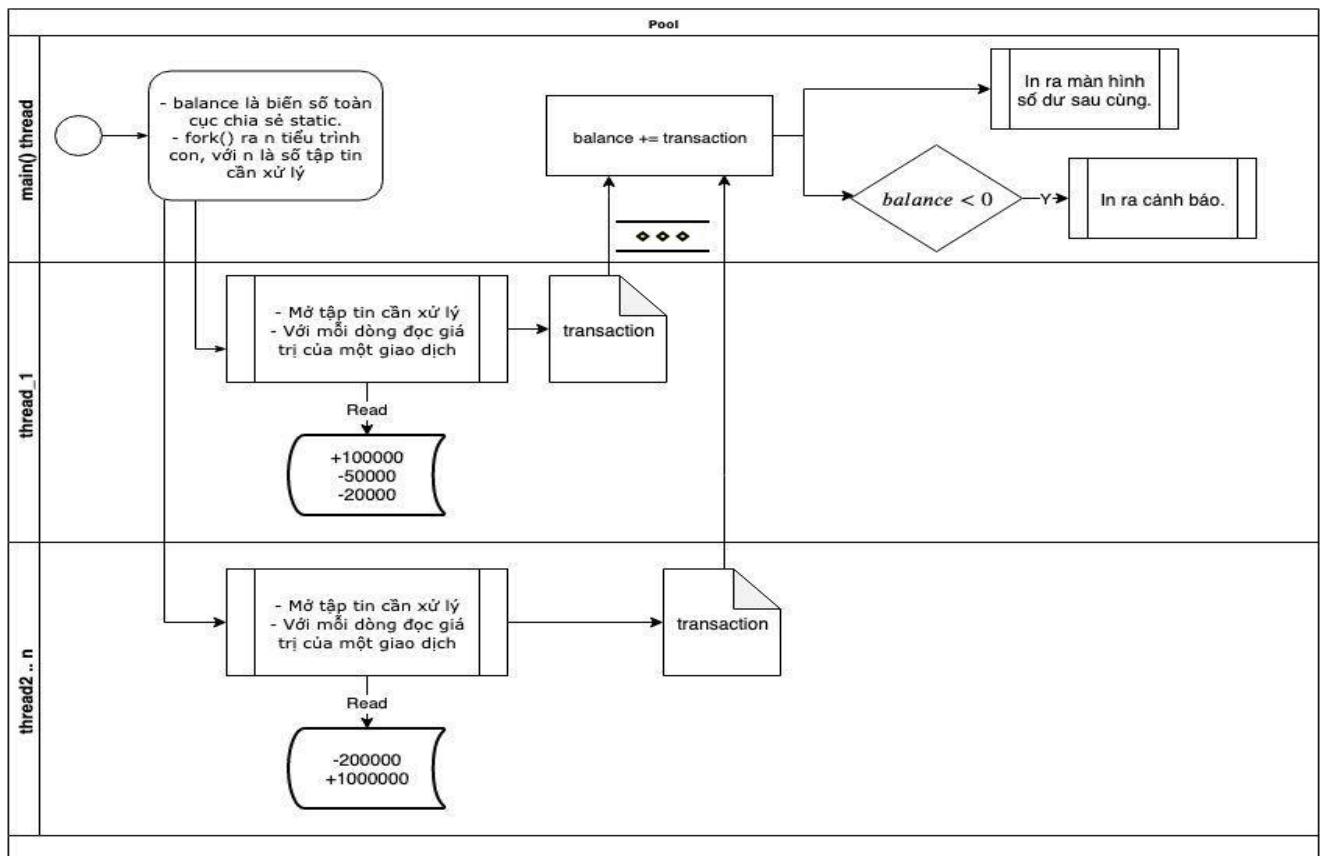 Pool
main() thread
- balance là biến số toàn
cục chia sẻ static.
- fork() ra n tiểu trình
con, với n là số tập tin
cần xử lý
balance += transaction
In ra màn hình
số dư sau cùng.
balance < 0
Y
In ra cảnh báo.
thread_1
- Mở tập tin cần xử lý
- Với mỗi dòng đọc giá
trị của một giao dịch
transaction
Read
+100000
-50000
-20000
thread2 .. n
- Mở tập tin cần xử lý
- Với mỗi dòng đọc giá
trị của một giao dịch
transaction
Read
-200000
+1000000